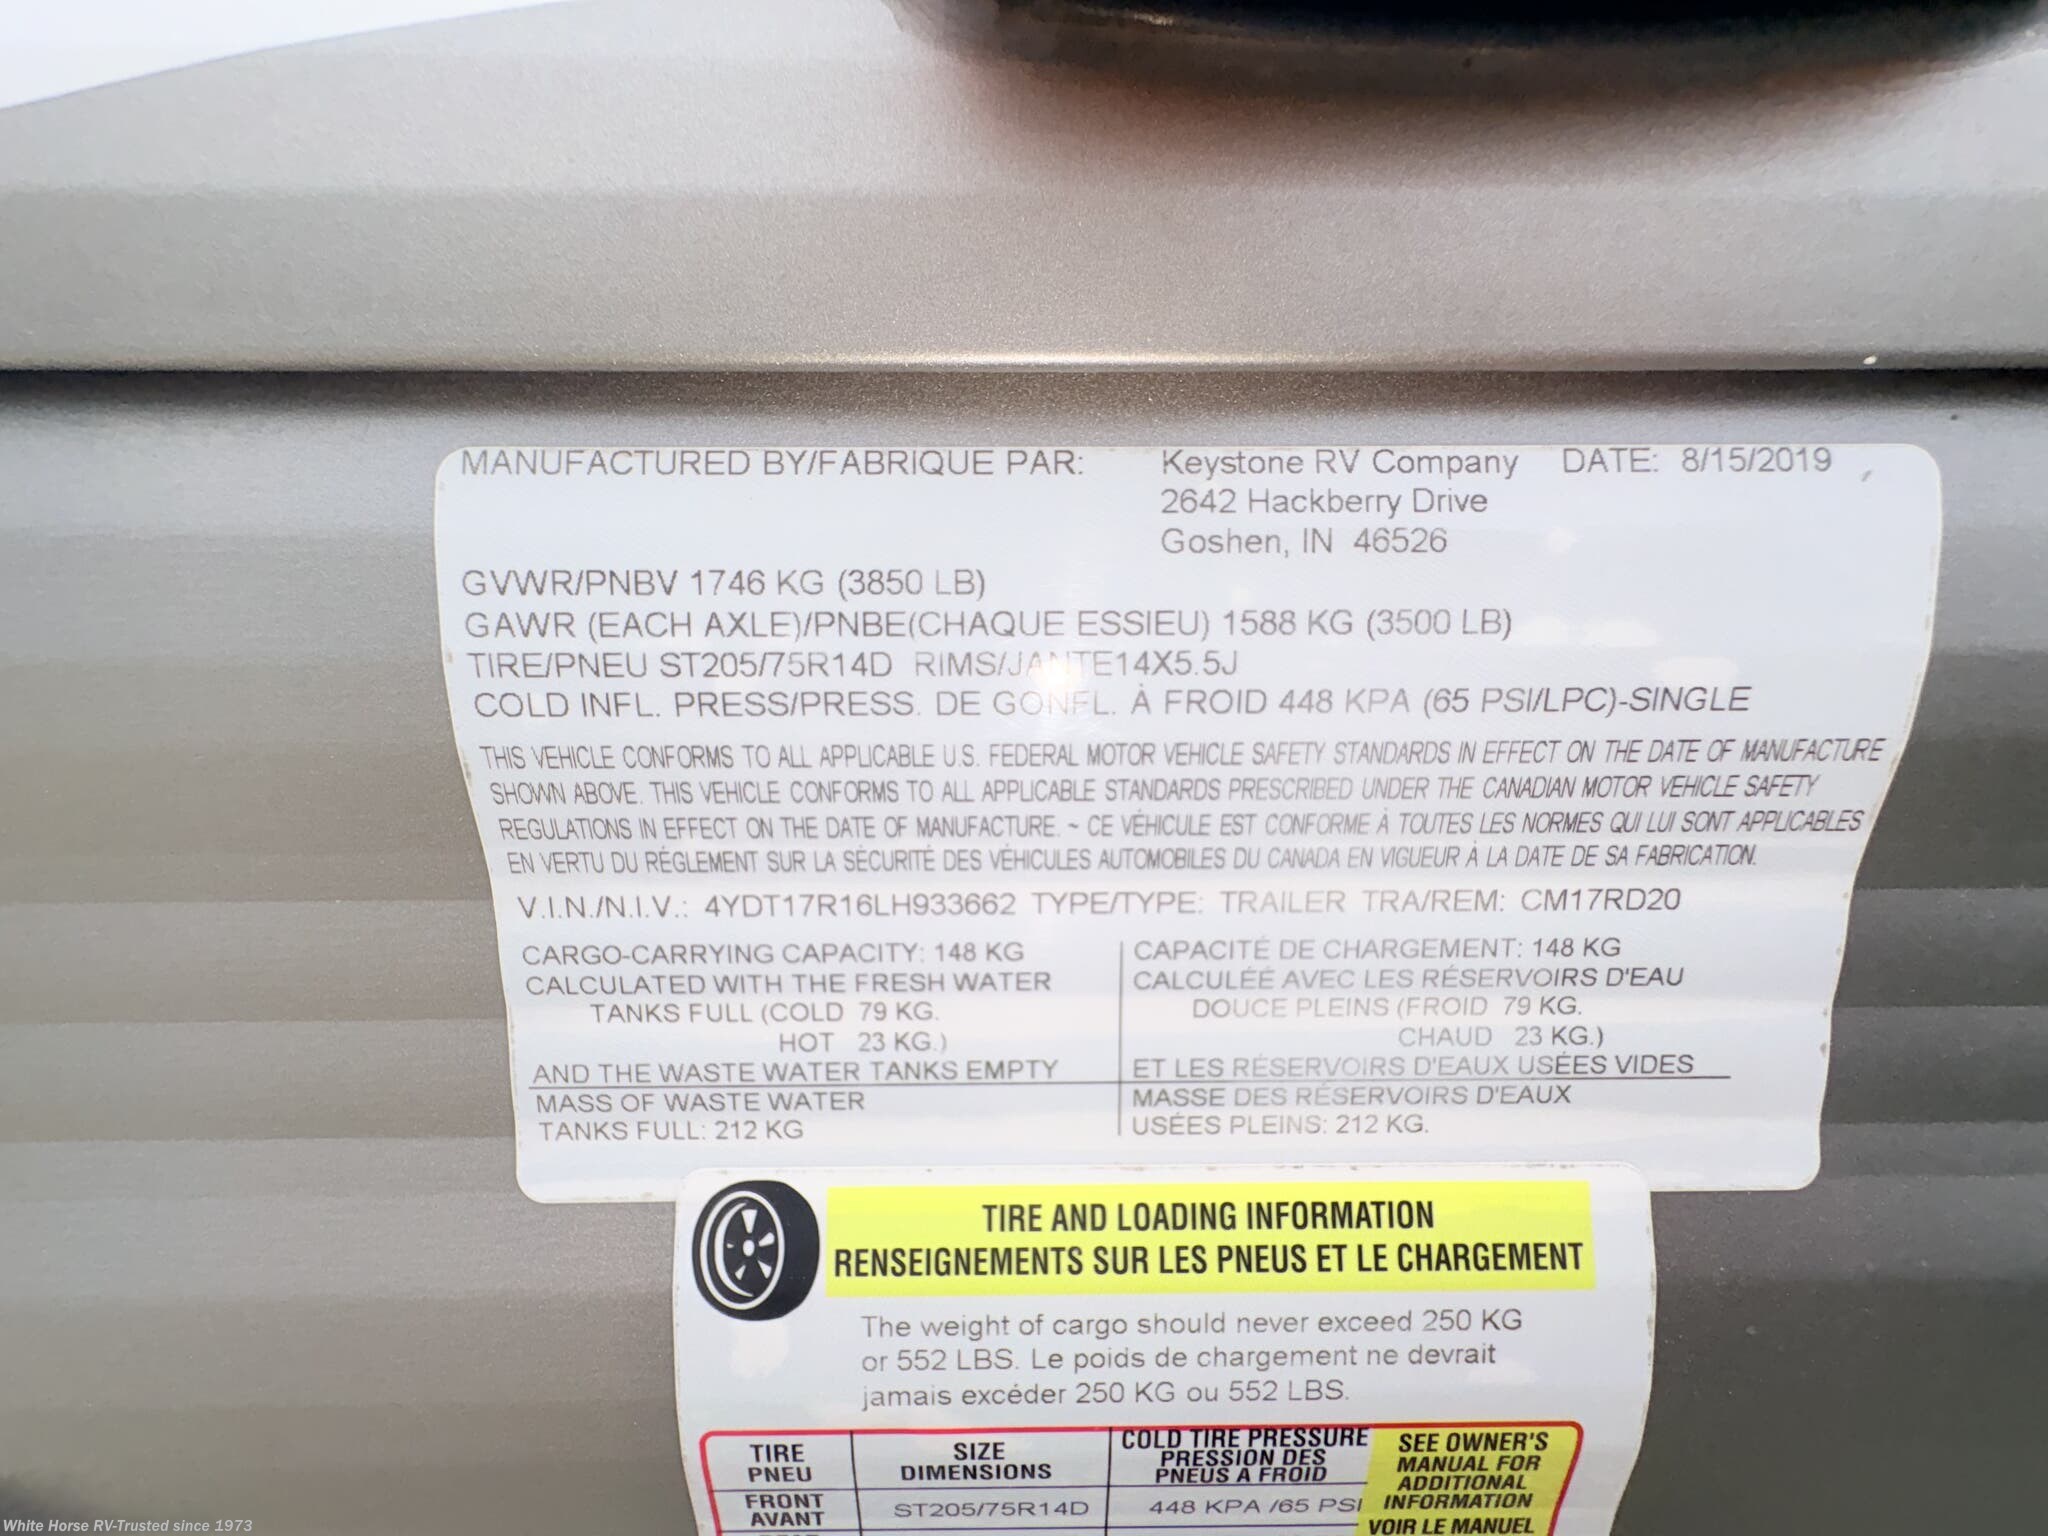 MANUFACTURED BY/FABRIQUE PAR: Keystone RV Company DATE: 8/15/2019
2642 Hackberry Drive
Goshen, IN 46526
GVWR/PNBV 1746 KG (3850 LB)
GAWR (EACH AXLE)/PNBE(CHAQUE ESSIEU) 1588 KG (3500 LB)
TIRE/PNEU ST205/75R14D RIMS/JANTE14X5.5J
COLD INFL. PRESS/PRESS. DE GONFL. À FROID 448 KPA (65 PSI/LPC)-SINGLE
THIS VEHICLE CONFORMS TO ALL APPLICABLE U.S. FEDERAL MOTOR VEHICLE SAFETY STANDARDS IN EFFECT ON THE DATE OF MANUFACTURE
SHOWN ABOVE. THIS VEHICLE CONFORMS TO ALL APPLICABLE STANDARDS PRESCRIBED UNDER THE CANADIAN MOTOR VEHICLE SAFETY
REGULATIONS IN EFFECT ON THE DATE OF MANUFACTURE. ~ CE VÉHICULE EST CONFORME À TOUTES LES NORMES QUI LUI SONT APPLICABLES
EN VERTU DU RÉGLEMENT SUR LA SÉCURITÉ DES VÉHICULES AUTOMOBILES DU CANADA EN VIGUEUR À LA DATE DE SA FABRICATION.
V.I.N./N.I.V.: 4YDT17R16LH933662 TYPE/TYPE: TRAILER TRA/REM: CM17RD20
CARGO-CARRYING CAPACITY: 148 KG
CALCULATED WITH THE FRESH WATER
TANKS FULL (COLD 79 KG.
HOT 23 KG.)
AND THE WASTE WATER TANKS EMPTY
MASS OF WASTE WATER
TANKS FULL: 212 KG
CAPACITÉ DE CHARGEMENT: 148 KG
CALCULÉÉ AVEC LES RÉSERVOIRS D'EAU
DOUCE PLEINS (FROID 79 KG.
CHAUD 23 KG.)
ET LES RÉSERVOIRS D'EAUX USÉES VIDES
MASSE DES RÉSERVOIRS D'EAUX
USÉES PLEINS: 212 KG.
TIRE AND LOADING INFORMATION
RENSEIGNEMENTS SUR LES PNEUS ET LE CHARGEMENT
The weight of cargo should never exceed 250 KG
or 552 LBS. Le poids de chargement ne devrait
jamais excéder 250 KG ou 552 LBS.
TIRE
PNEU
SIZE
DIMENSIONS
COLD TIRE PRESSURE
PRESSION DES
PNEUS A FROID
SEE OWNER'S
MANUAL FOR
ADDITIONAL
INFORMATION
VOIR LE MANUEL
FRONT
AVANT
ST205/75R14D
448 KPA /65 PSI
White Horse RV-Trusted since 1973